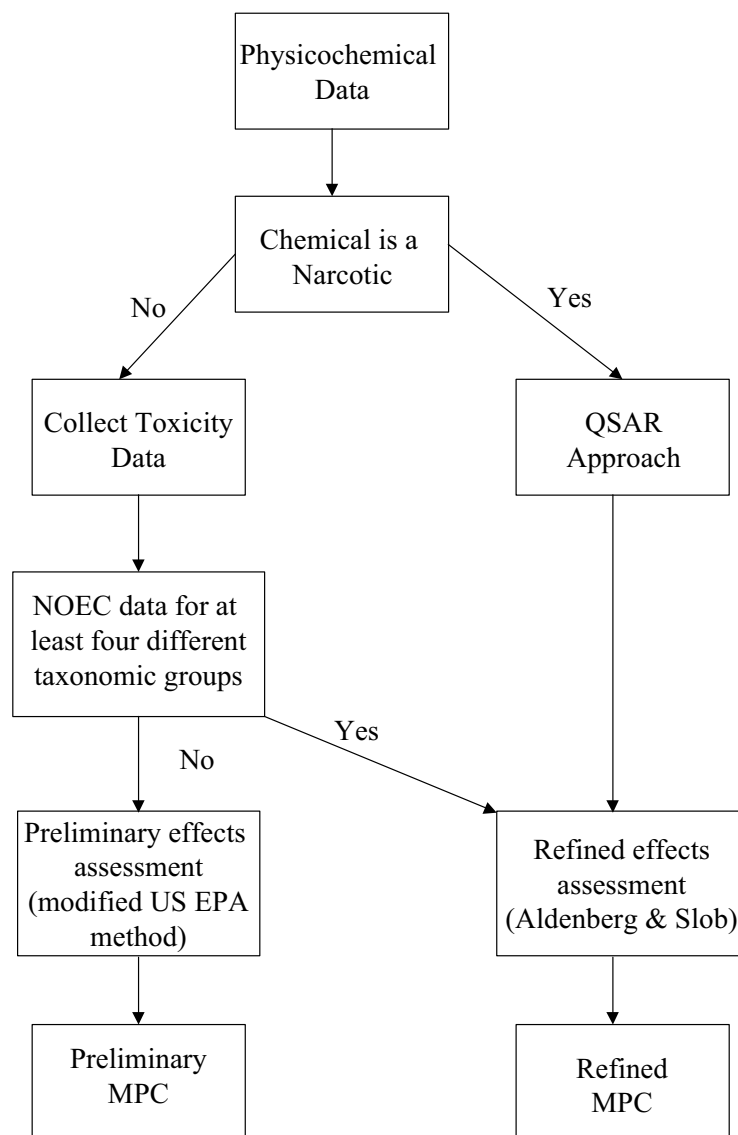 Physicochemical
Data
Chemical is a
Narcotic
No
Yes
Collect Toxicity
Data
QSAR
Approach
NOEC data for at
least four different
taxonomic groups
No
Yes
Preliminary effects
assessment
(modified US EPA
method)
Refined effects
assessment
(Aldenberg & Slob)
Preliminary
MPC
Refined
MPC